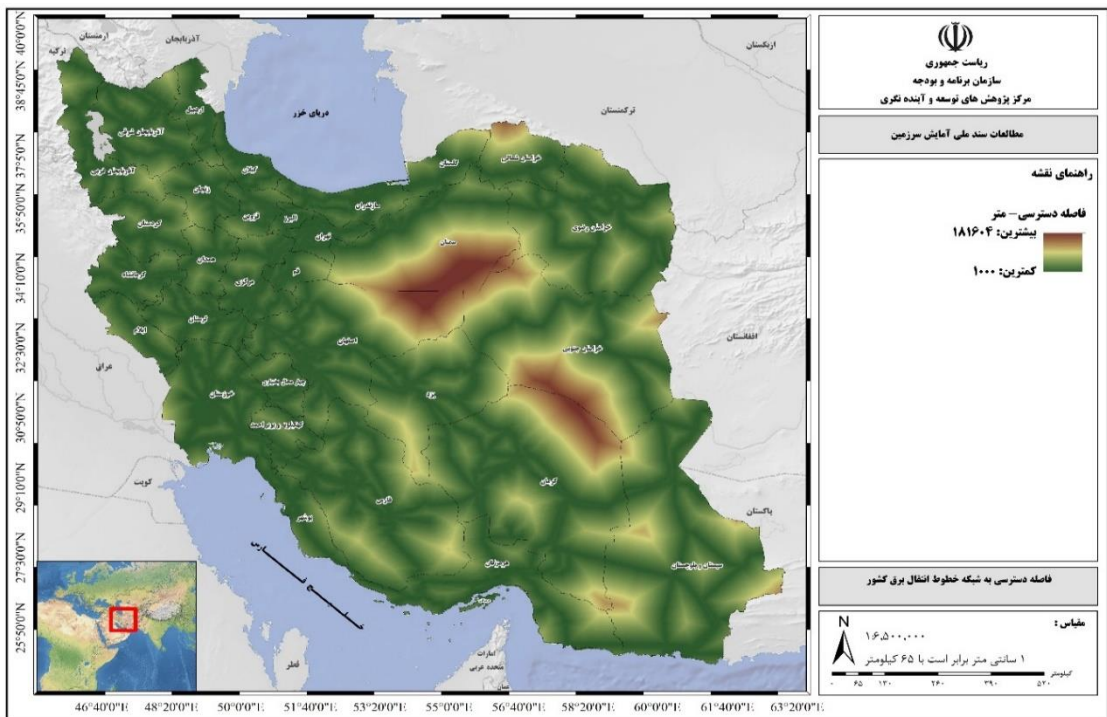 ریاست جمهوری
سازمان برنامه و بودجه
مرکز پژوهش های توسعه و آینده نگری
مطالعات سند ملی آمایش سرزمین
راهنمای نقشه
فاصله دسترسی- متر
بیشترین: ۱۸۱۶۰۴
کمترین: ۱۰۰۰
فاصله دسترسی به شبکه خطوط انتقال برق کشور
مقیاس :
N
۱:۶,۵۰۰,۰۰۰
۱ سانتی متر برابر است با ۶۵ کیلومتر
کیلومتر
۰ ۶۵ ۱۳۰ ۲۶۰ ۳۹۰ ۵۲۰
ارمنستان
آذربایجان
ترکیه
ازبکستان
ترکمنستان
دریای خزر
اردبیل
آذربایجان شرقی
آذربایجان غربی
گیلان
زنجان
گلستان
خراسان شمالی
مازندران
کردستان
قزوین
البرز
تهران
سمنان
خراسان رضوی
همدان
کرمانشاه
مرکزی
قم
لرستان
ایلام
اصفهان
خراسان جنوبی
افغانستان
عراق
خوزستان
چهار محال بختیاری
یزد
کهگیلویه و بویراحمد
کویت
فارس
کرمان
بوشهر
پاکستان
هرمزگان
سیستان و بلوچستان
قطر
امارات
متحده عربی
عمان
40°0'0"N
38°45'0"N
37°5'0"N
35°50'0"N
34°10'0"N
32°30'0"N
30°50'0"N
29°10'0"N
27°30'0"N
25°50'0"N
46°40'0"E
48°20'0"E
50°0'0"E
51°40'0"E
53°20'0"E
55°0'0"E
56°40'0"E
58°20'0"E
60°0'0"E
61°40'0"E
63°20'0"E